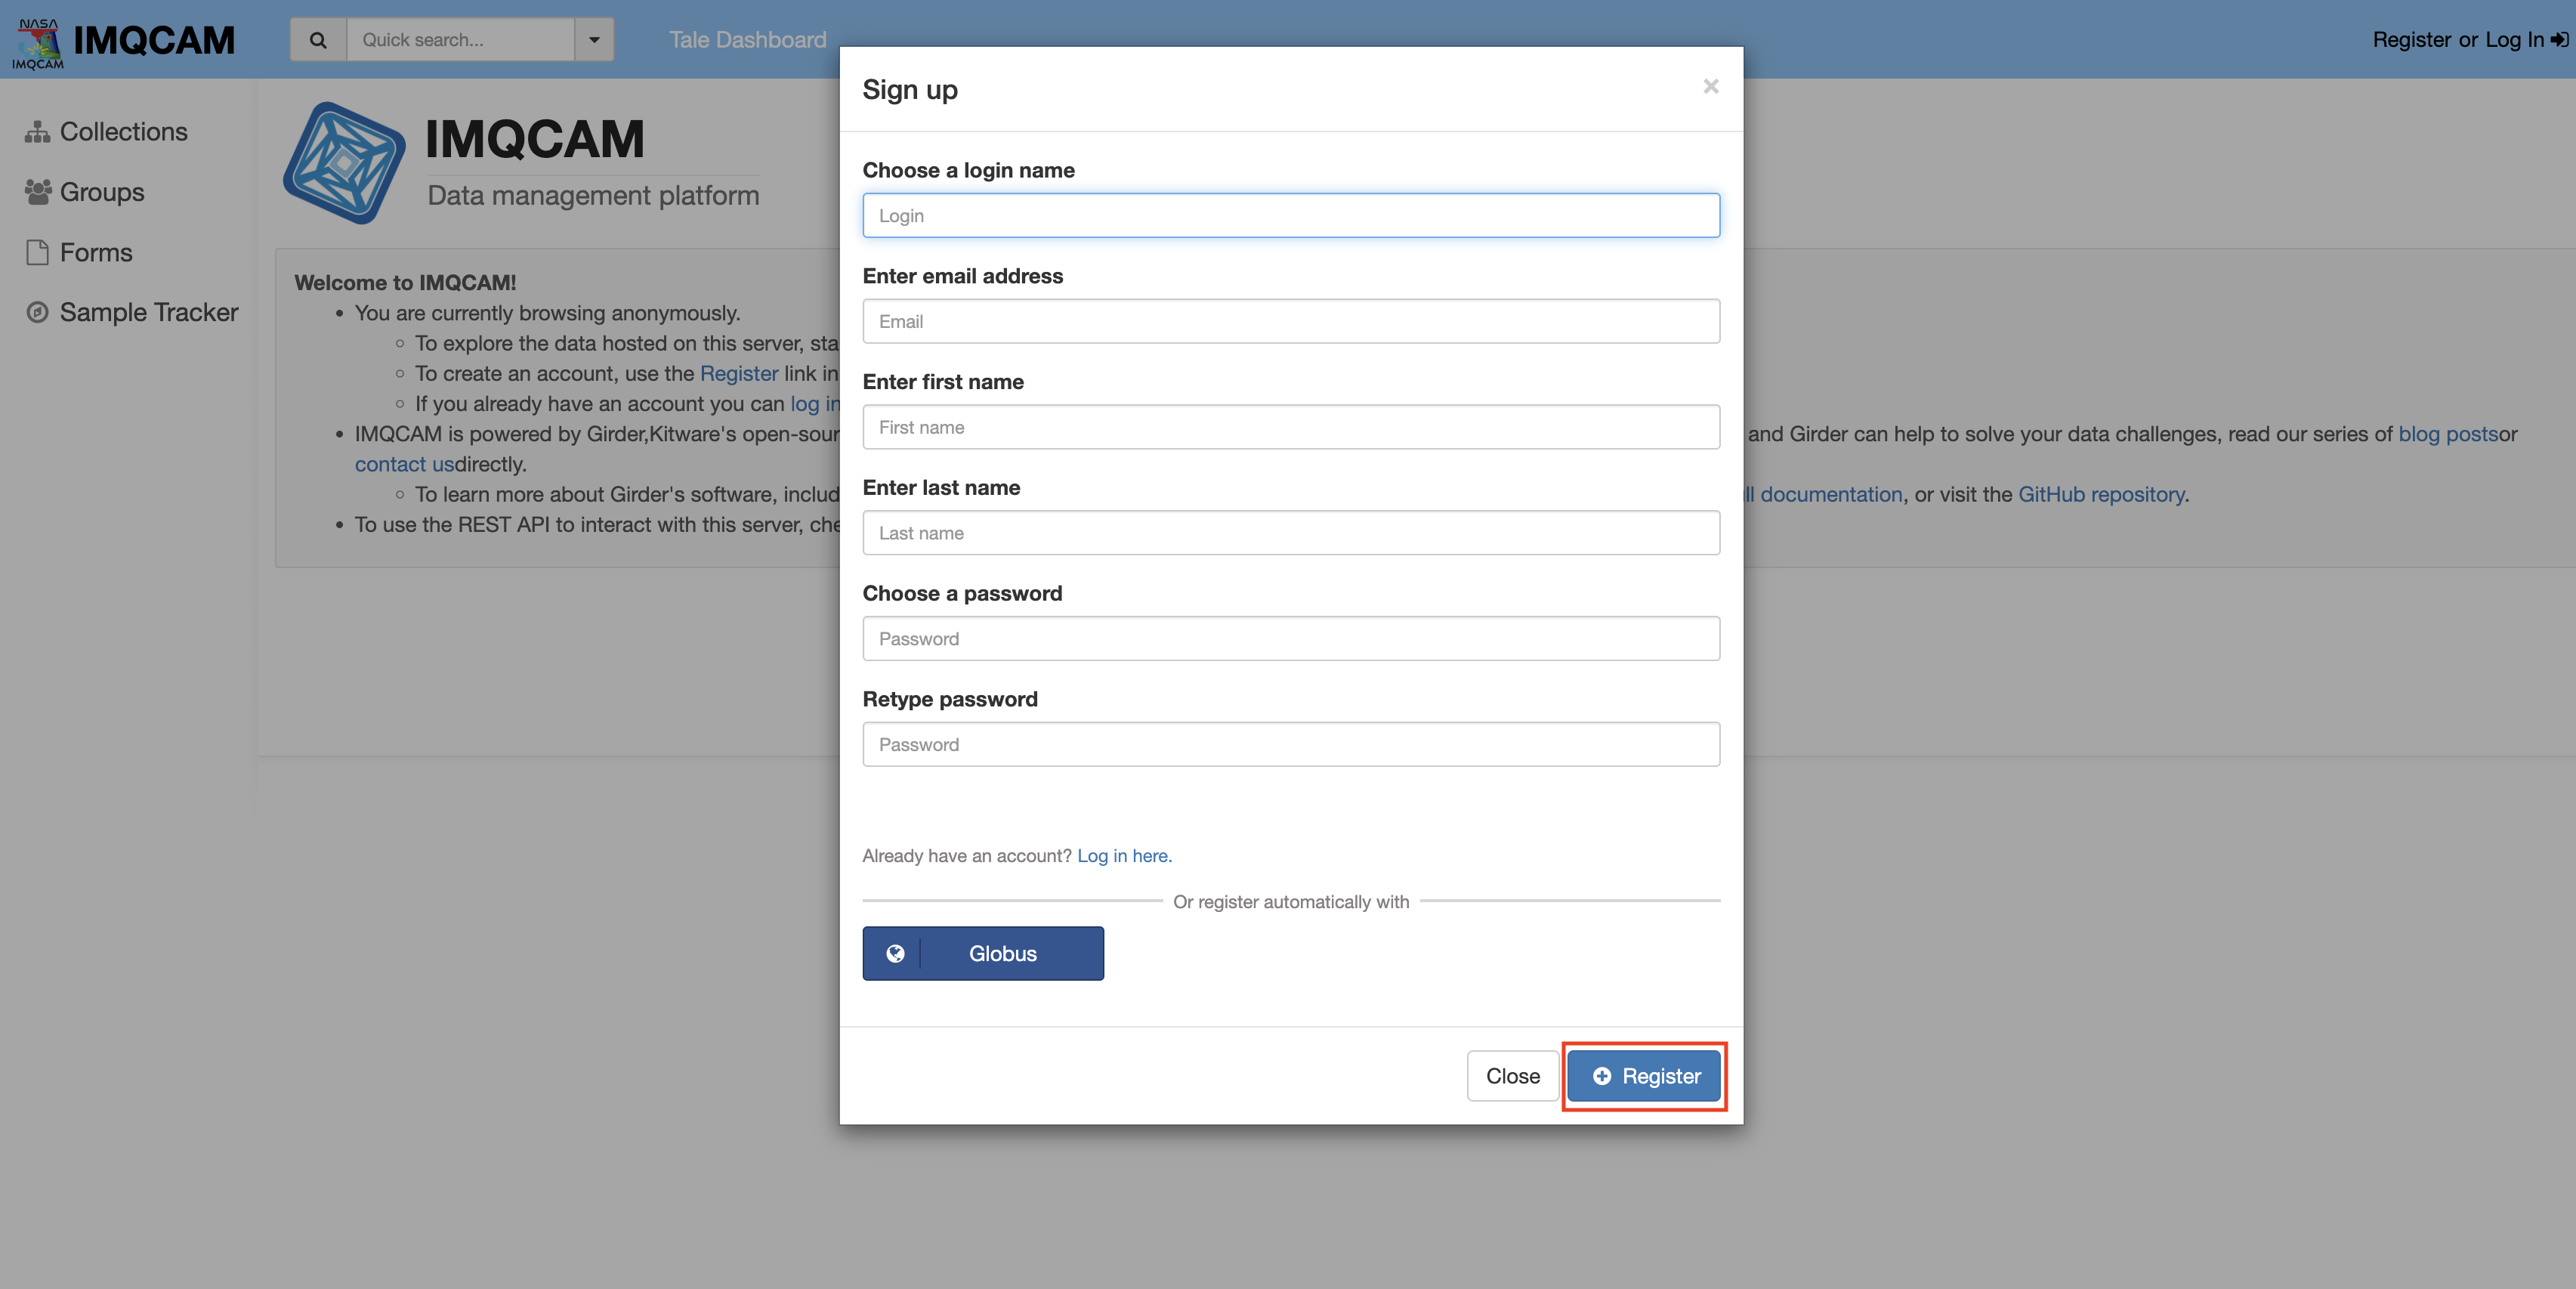 NASA
IMQCAM
IMQCAM
Quick search...
Tale Dashboard
Register or Log In
Collections
Groups
Forms
Sample Tracker
IMQCAM
Data management platform
Welcome to IMQCAM!
You are currently browsing anonymously.
To explore the data hosted on this server, sta
To create an account, use the Register link in
If you already have an account you can log in
IMQCAM is powered by Girder,Kitware's open-sour
and Girder can help to solve your data challenges, read our series of blog postsor
contact usdirectly.
To learn more about Girder's software, includ
ll documentation, or visit the GitHub repository.
To use the REST API to interact with this server, che
Sign up
×
Choose a login name
Login
Enter email address
Email
Enter first name
First name
Enter last name
Last name
Choose a password
Password
Retype password
Password
Already have an account? Log in here.
Or register automatically with
Globus
Close
Register